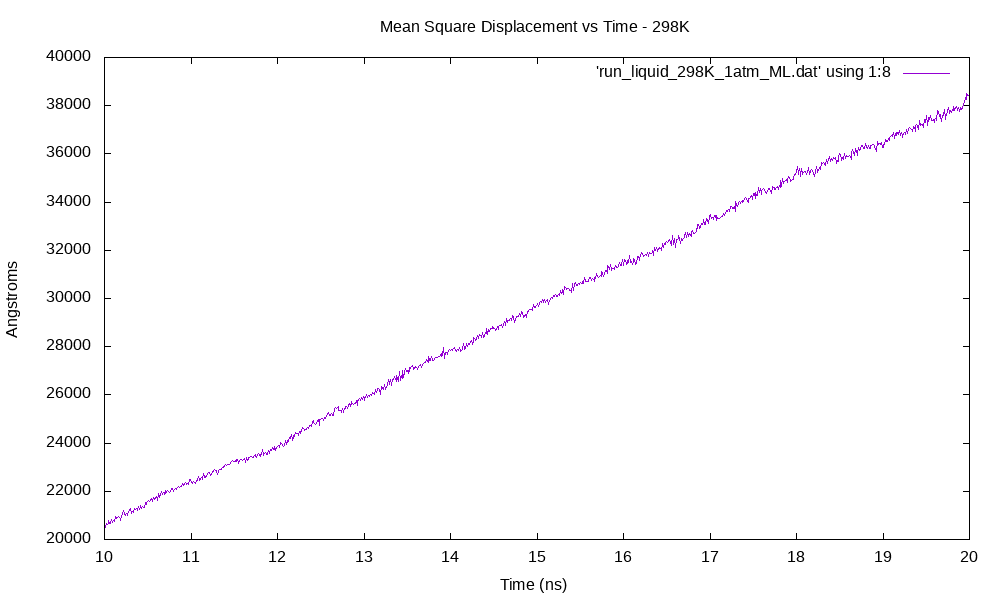 Mean Square Displacement vs Time - 298K
'run_liquid_298K_1atm_ML.dat' using 1:8
40000
38000
36000
34000
32000
30000
28000
26000
24000
22000
20000
Angstroms
10 11 12 13 14 15 16 17 18 19 20
Time (ns)